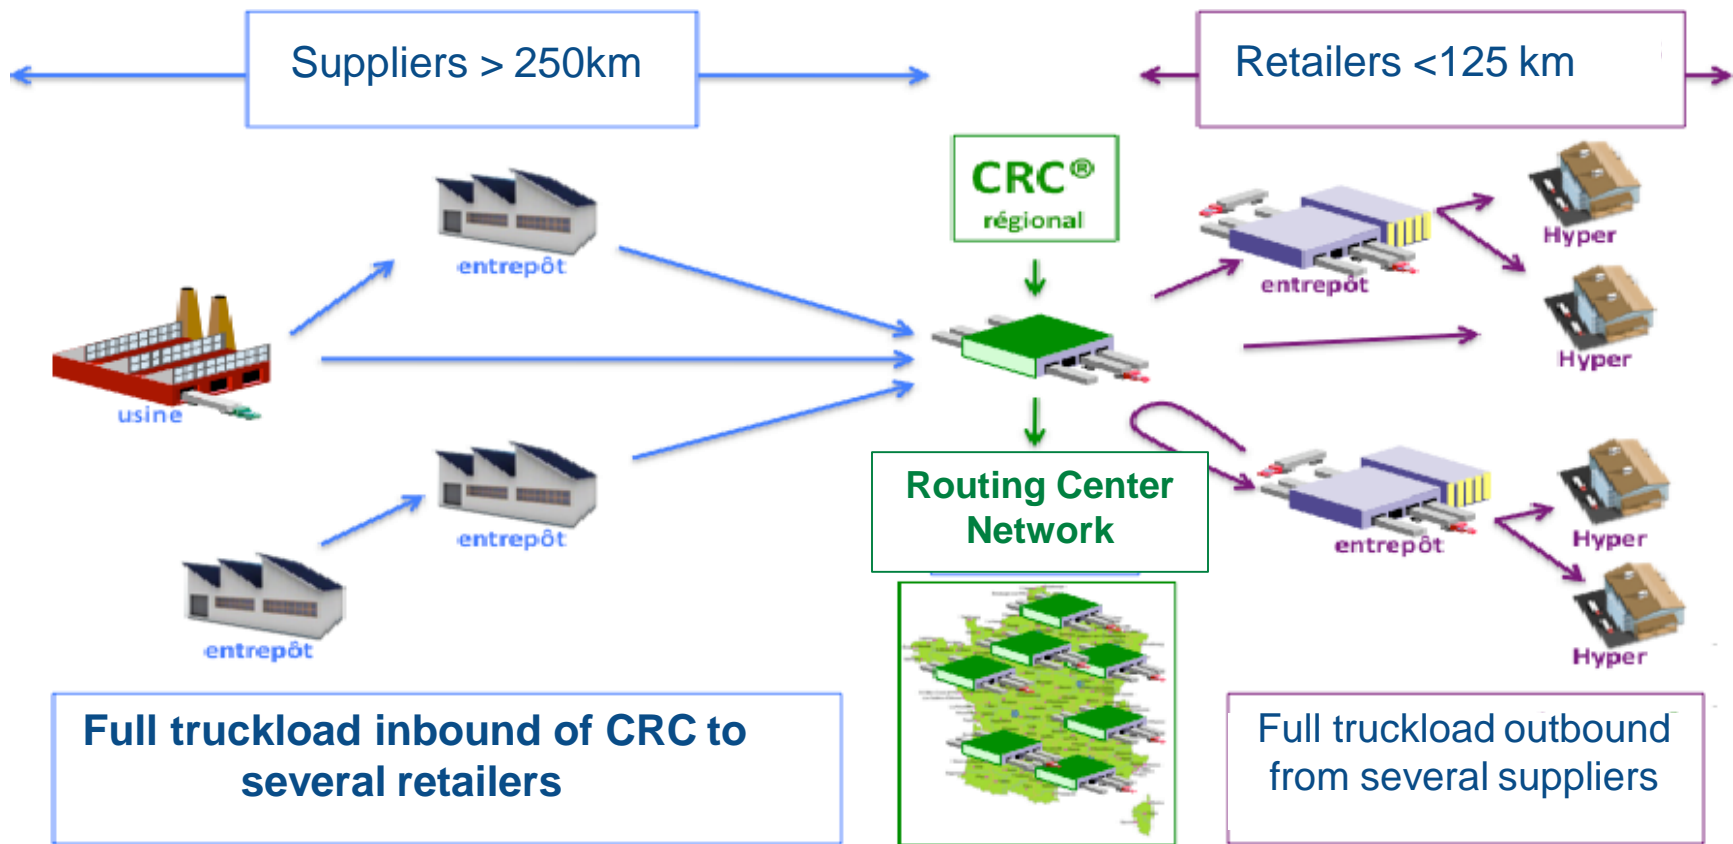 Suppliers > 250km
Retailers <125 km
CRC®
régional
entrepôt
Hyper
entrepôt
Hyper
usine
entrepôt
Routing Center
Network
entrepôt
Hyper
entrepôt
Hyper
Full truckload inbound of CRC to
several retailers
Full truckload outbound
from several suppliers